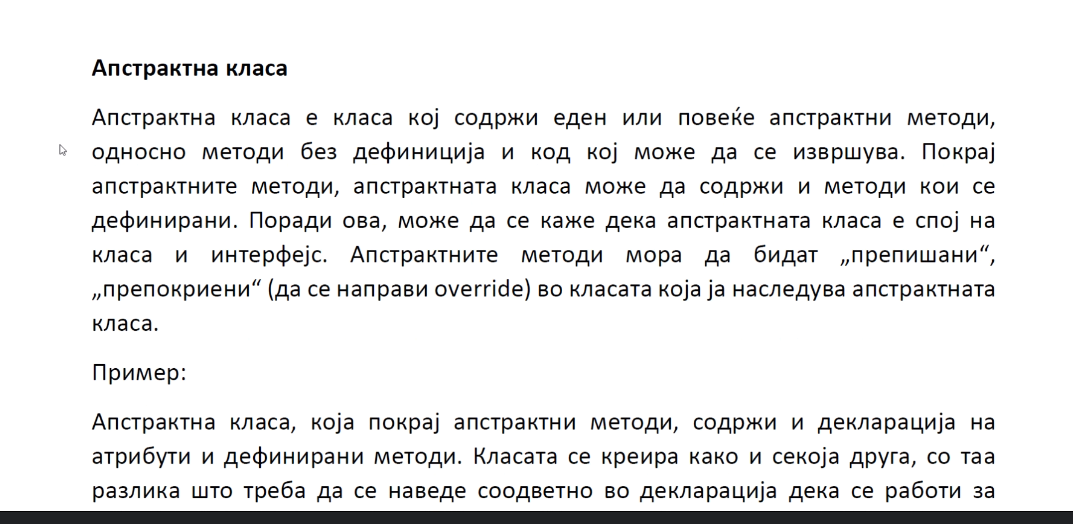 Апстрактна класа
Апстрактна класа е класа кој содржи еден или повеќе апстрактни методи,
односно методи без дефиниција и код кој може да се извршува. Покрај
апстрактните методи, апстрактната класа може да содржи и методи кои се
дефинирани. Поради ова, може да се каже дека апстрактната класа е спој на
класа и интерфејс. Апстрактните методи мора да бидат „препишани“,
„препокриени“ (да се направи override) во класата која ја наследува апстрактната
класа.
Пример:
Апстрактна класа, која покрај апстрактни методи, содржи и декларација на
атрибути и дефинирани методи. Класата се креира како и секоја друга, со таа
разлика што треба да се наведе соодветно во декларација дека се работи за